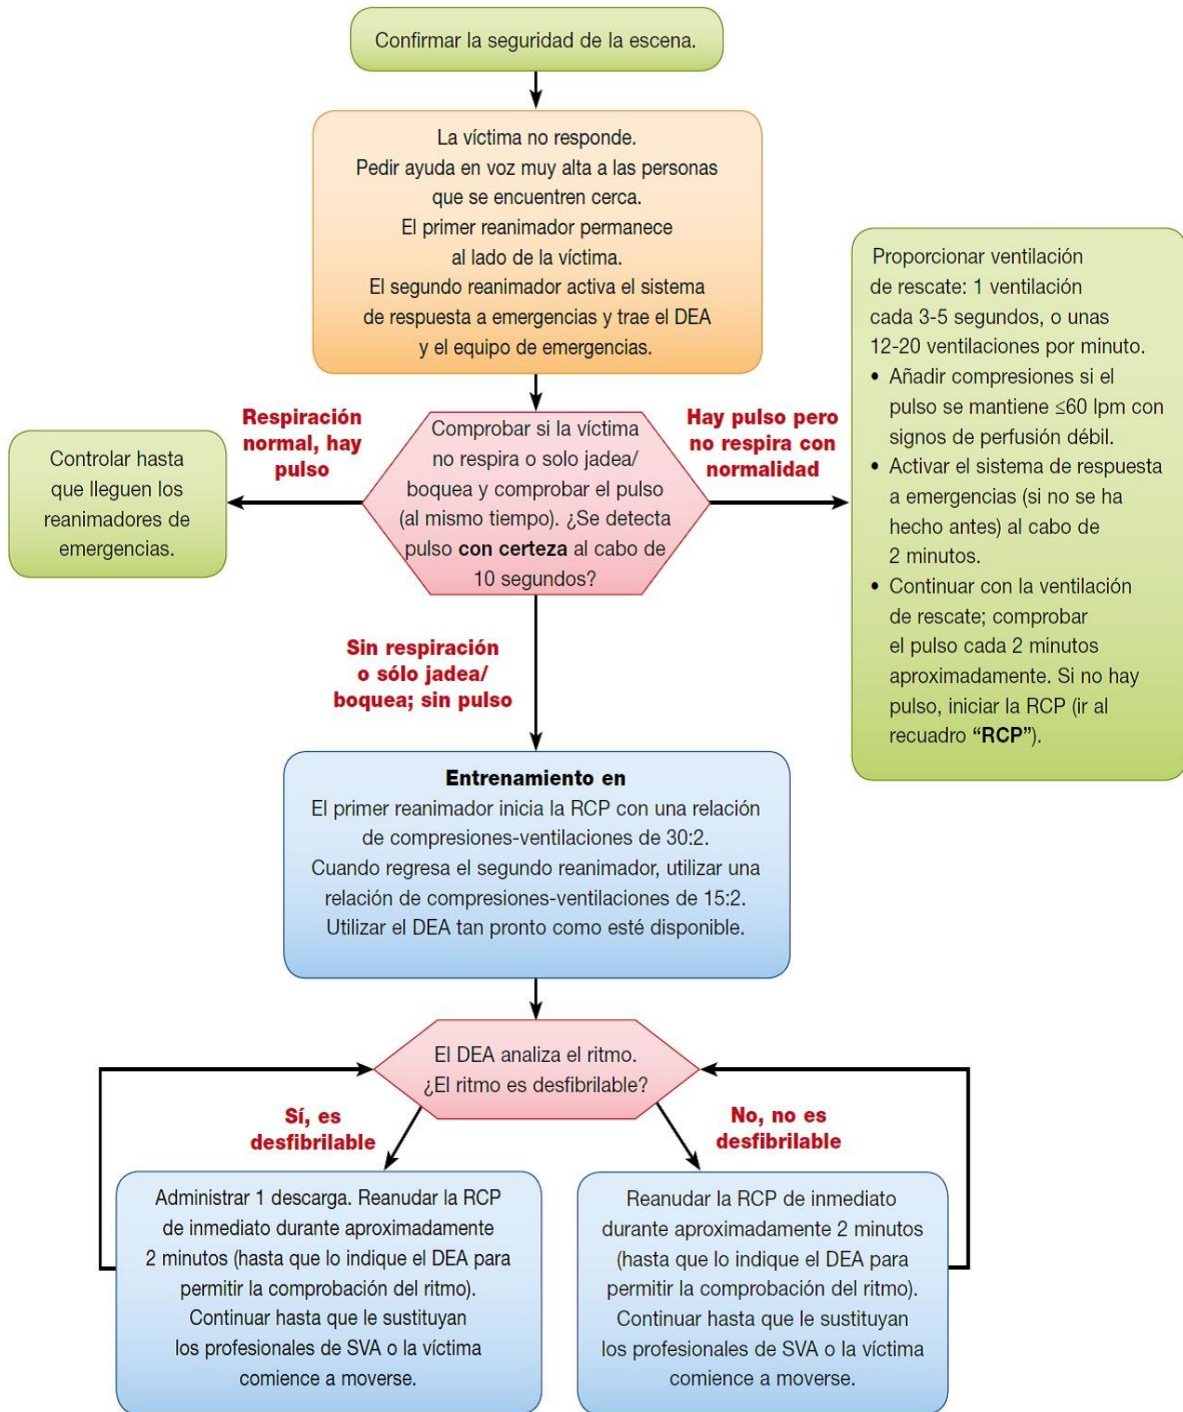 Confirmar la seguridad de la escena.
La víctima no responde.
Pedir ayuda en voz muy alta a las personas
que se encuentren cerca.
El primer reanimador permanece
al lado de la víctima.
El segundo reanimador activa el sistema
de respuesta a emergencias y trae el DEA
y el equipo de emergencias.
Respiración
normal, hay
pulso
Controlar hasta
que lleguen los
reanimadores de
emergencias.
Comprobar si la víctima
no respira o solo jadea/
boquea y comprobar el pulso
(al mismo tiempo). ¿Se detecta
pulso con certeza al cabo de
10 segundos?
Hay pulso pero
no respira con
normalidad
Proporcionar ventilación
de rescate: 1 ventilación
cada 3-5 segundos, o unas
12-20 ventilaciones por minuto.
• Añadir compresiones si el
pulso se mantiene ≤60 lpm con
signos de perfusión débil.
• Activar el sistema de respuesta
a emergencias (si no se ha
hecho antes) al cabo de
2 minutos.
• Continuar con la ventilación
de rescate; comprobar
el pulso cada 2 minutos
aproximadamente. Si no hay
pulso, iniciar la RCP (ir al
recuadro “RCP”).
Sin respiración
o sólo jadea/
boquea; sin pulso
Entrenamiento en
El primer reanimador inicia la RCP con una relación
de compresiones-ventilaciones de 30:2.
Cuando regresa el segundo reanimador, utilizar una
relación de compresiones-ventilaciones de 15:2.
Utilizar el DEA tan pronto como esté disponible.
El DEA analiza el ritmo.
¿El ritmo es desfibrilable?
Sí, es
desfibrilable
No, no es
desfibrilable
Administrar 1 descarga. Reanudar la RCP
de inmediato durante aproximadamente
2 minutos (hasta que lo indique el DEA para
permitir la comprobación del ritmo).
Continuar hasta que le sustituyan
los profesionales de SVA o la víctima
comience a moverse.
Reanudar la RCP de inmediato
durante aproximadamente 2 minutos
(hasta que lo indique el DEA para
permitir la comprobación del ritmo).
Continuar hasta que le sustituyan
los profesionales de SVA o la víctima
comience a moverse.